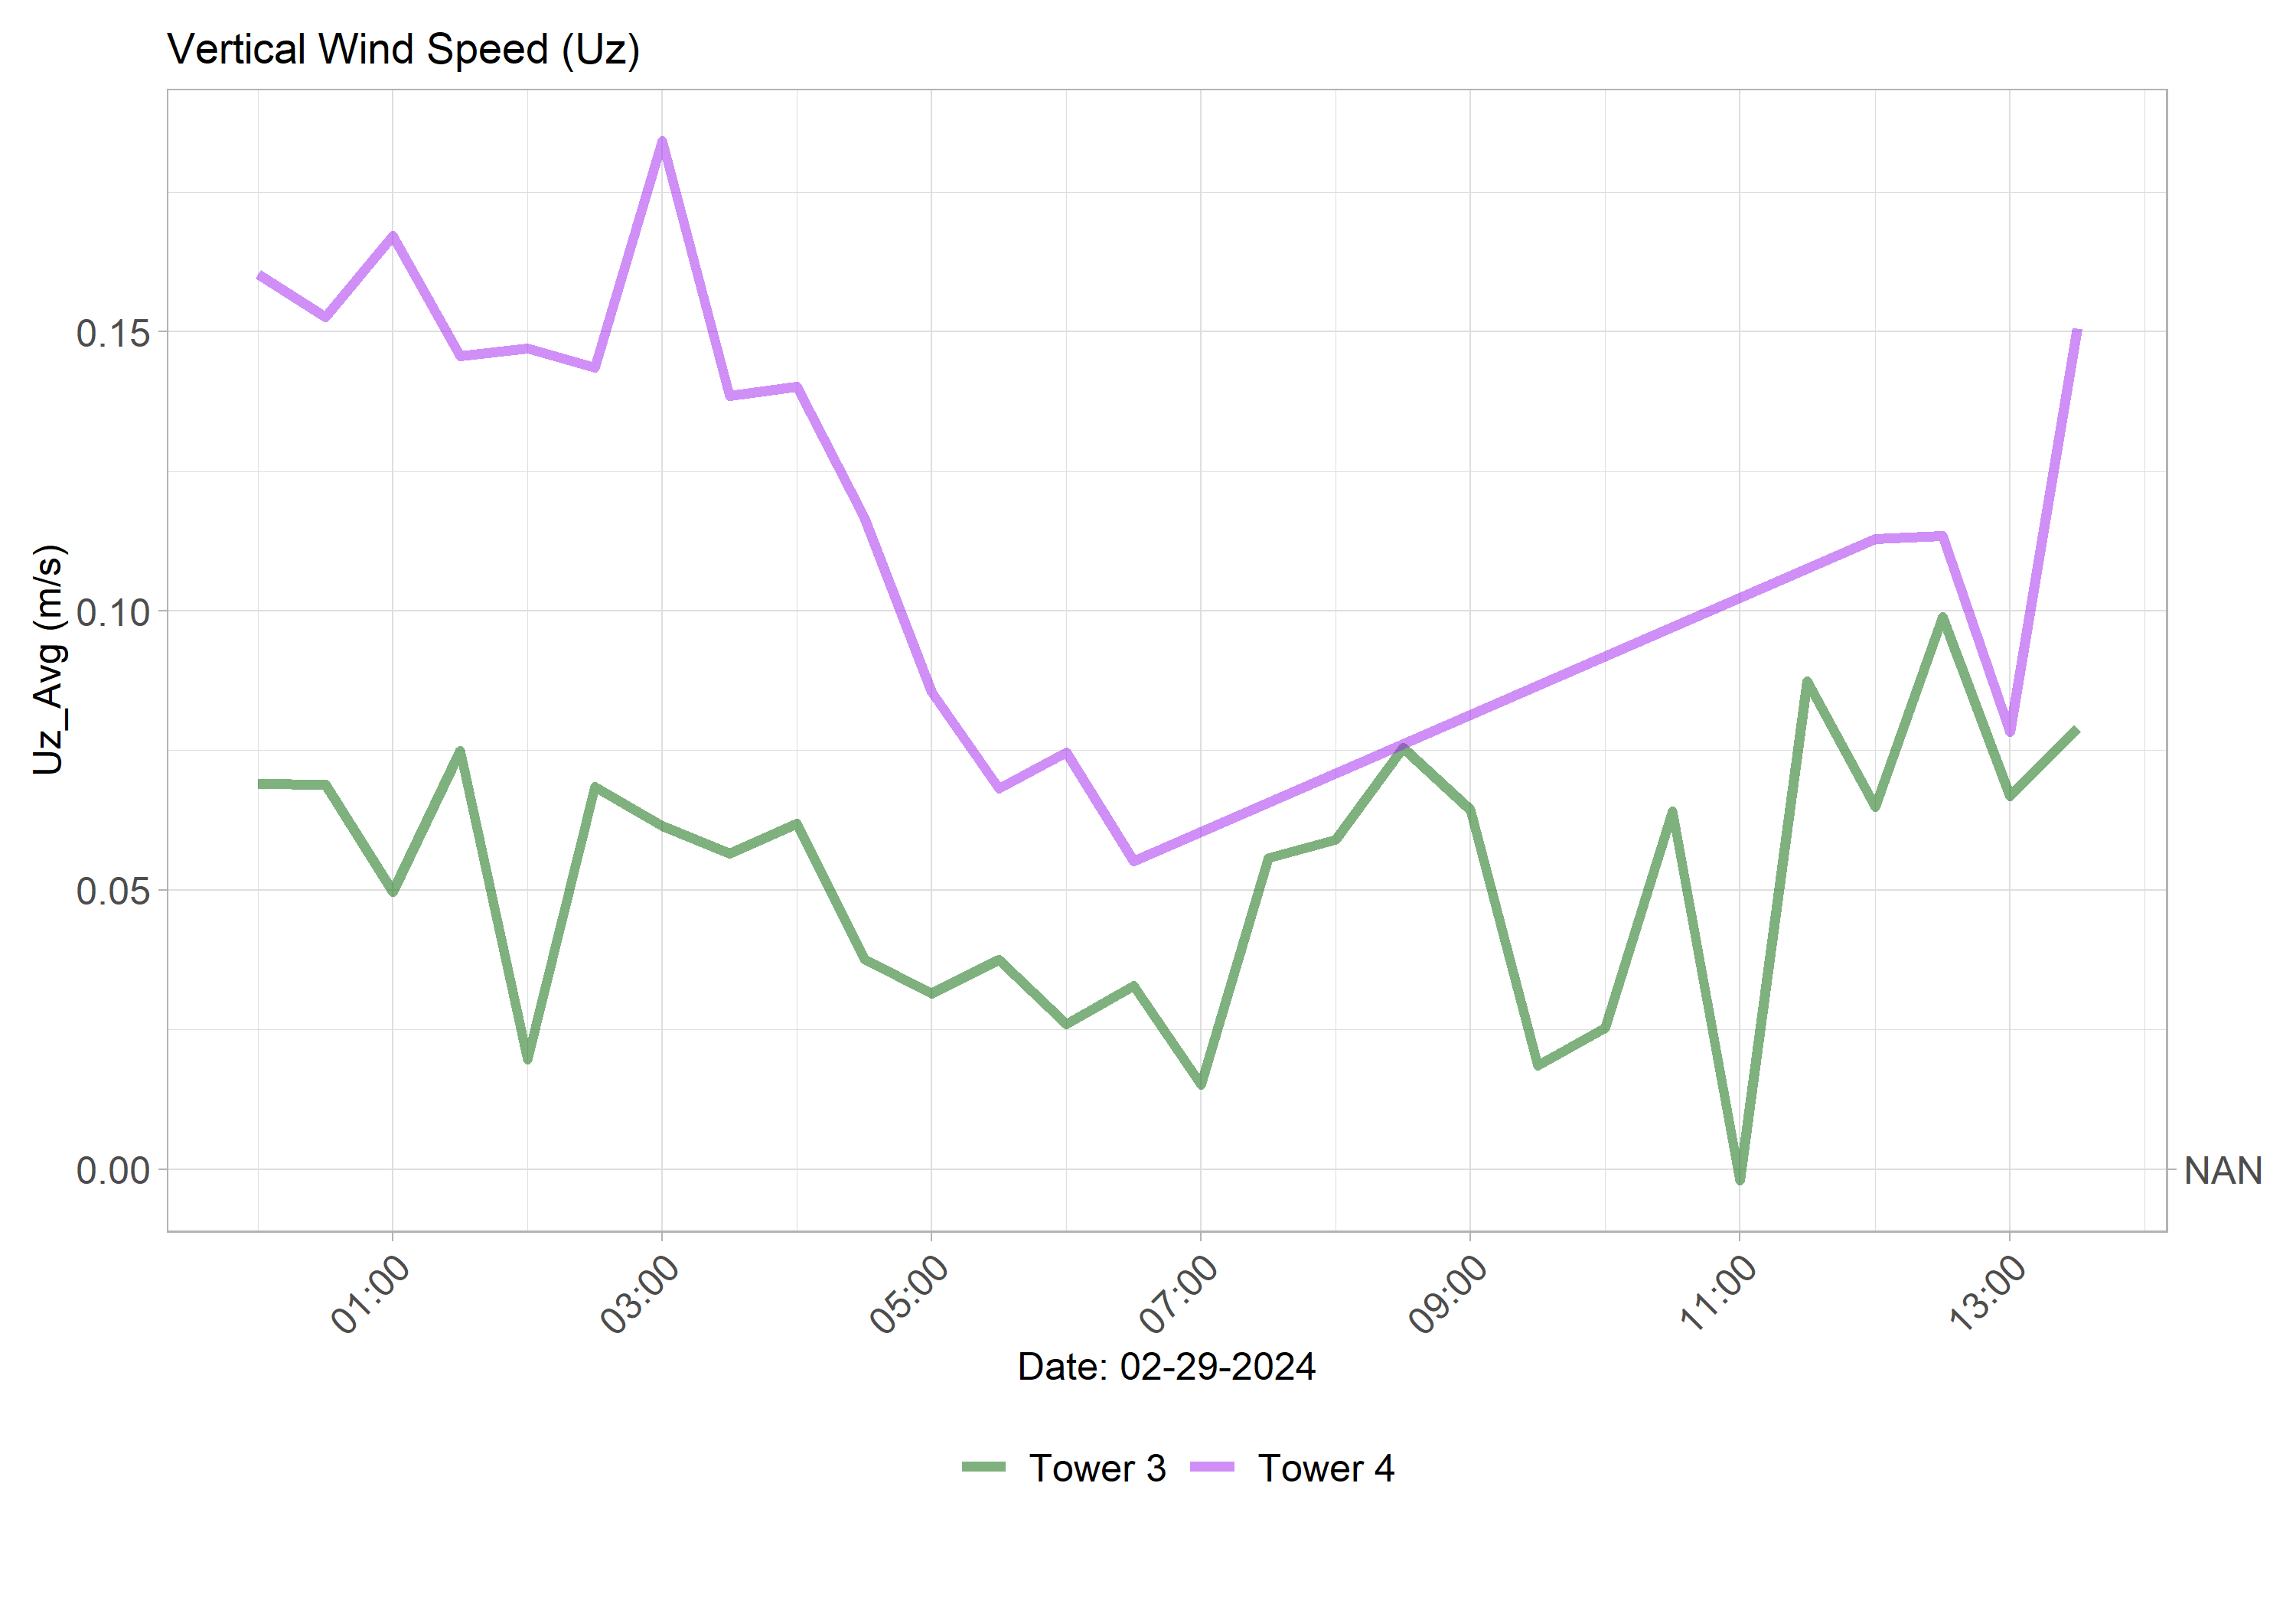 Vertical Wind Speed (Uz)
Uz_Avg (m/s)
0.15
0.10
0.05
0.00
NAN
01:00
03:00
05:00
07:00
09:00
11:00
13:00
Date: 02-29-2024
Tower 3
Tower 4